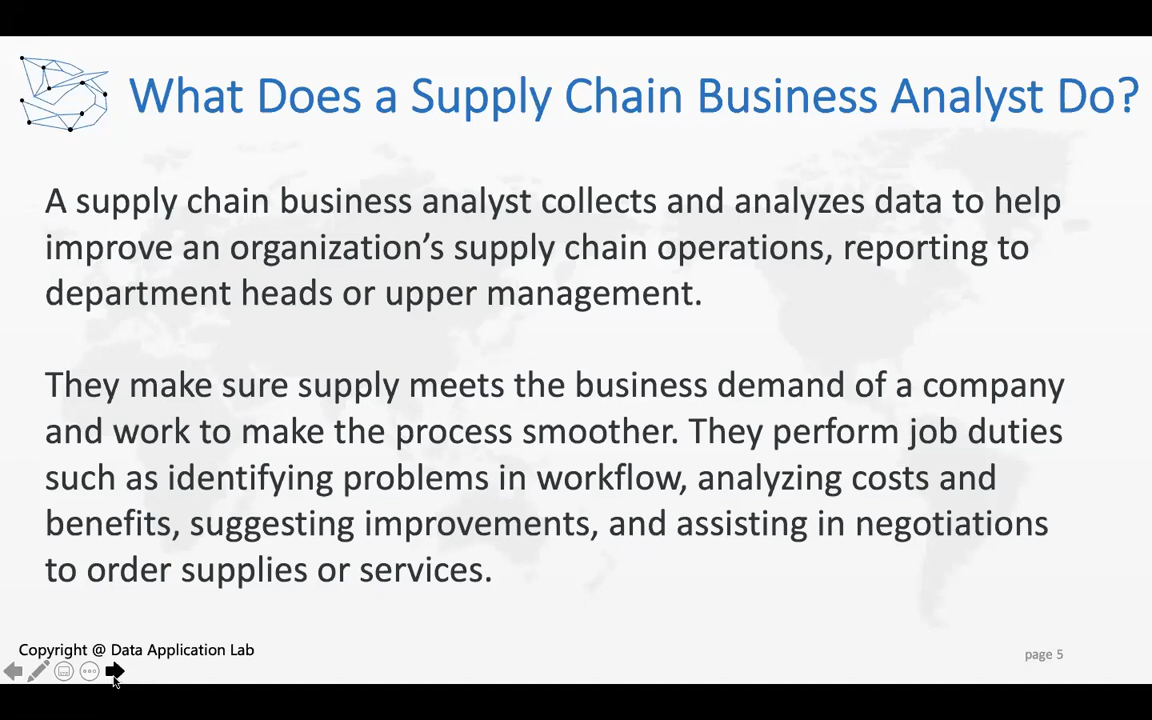 What Does a Supply Chain Business Analyst Do?
A supply chain business analyst collects and analyzes data to help
improve an organization’s supply chain operations, reporting to
department heads or upper management.
They make sure supply meets the business demand of a company
and work to make the process smoother. They perform job duties
such as identifying problems in workflow, analyzing costs and
benefits, suggesting improvements, and assisting in negotiations
to order supplies or services.
Copyright @ Data Application Lab
page 5